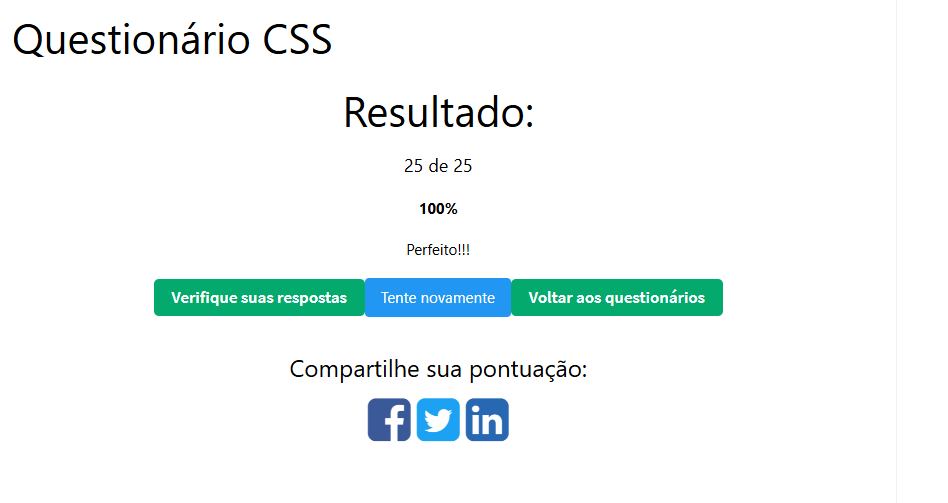 Questionário CSS
Resultado:
25 de 25
100%
Perfeito!!!
Verifique suas respostas Tente novamente Voltar aos questionários
Compartilhe sua pontuação:
f in